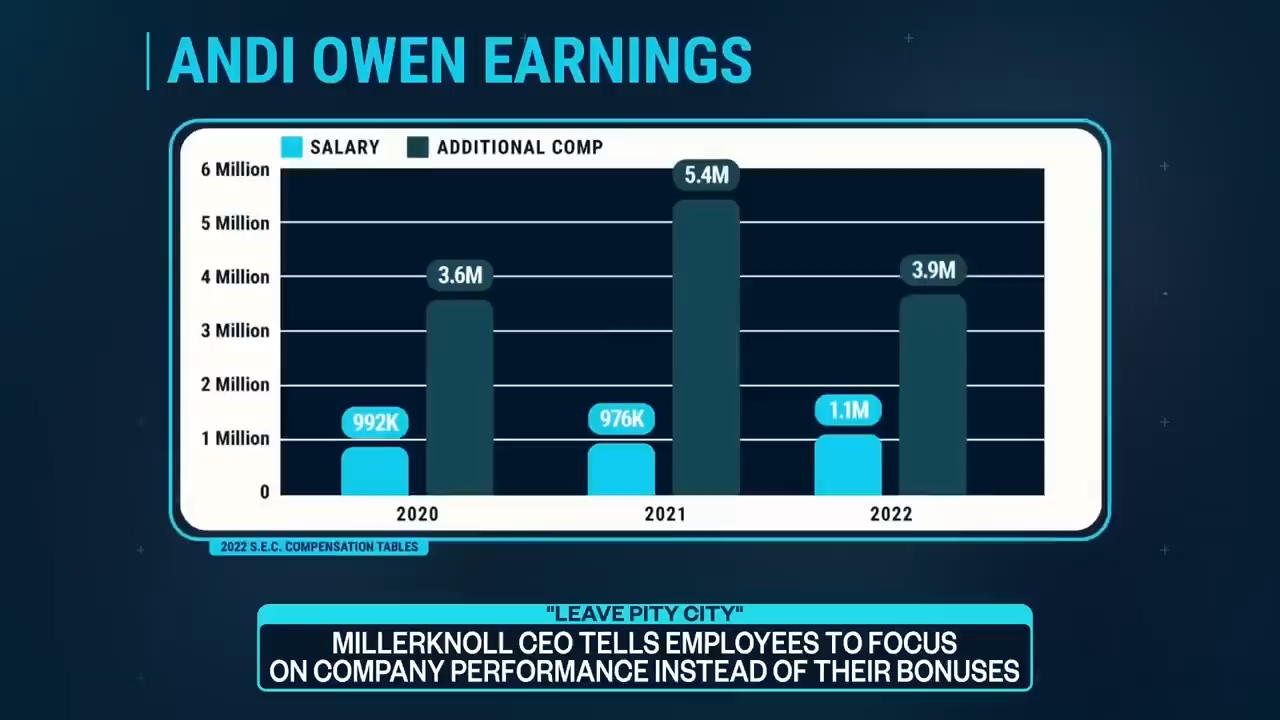 ANDI OWEN EARNINGS
SALARY ADDITIONAL COMP
6 Million
5 Million
4 Million
3 Million
2 Million
1 Million
0
992K
3.6M
976K
5.4M
1.1M
3.9M
2020 2021 2022
2022 S.E.C. COMPENSATION TABLES
"LEAVE PITY CITY"
MILLERKNOLL CEO TELLS EMPLOYEES TO FOCUS
ON COMPANY PERFORMANCE INSTEAD OF THEIR BONUSES